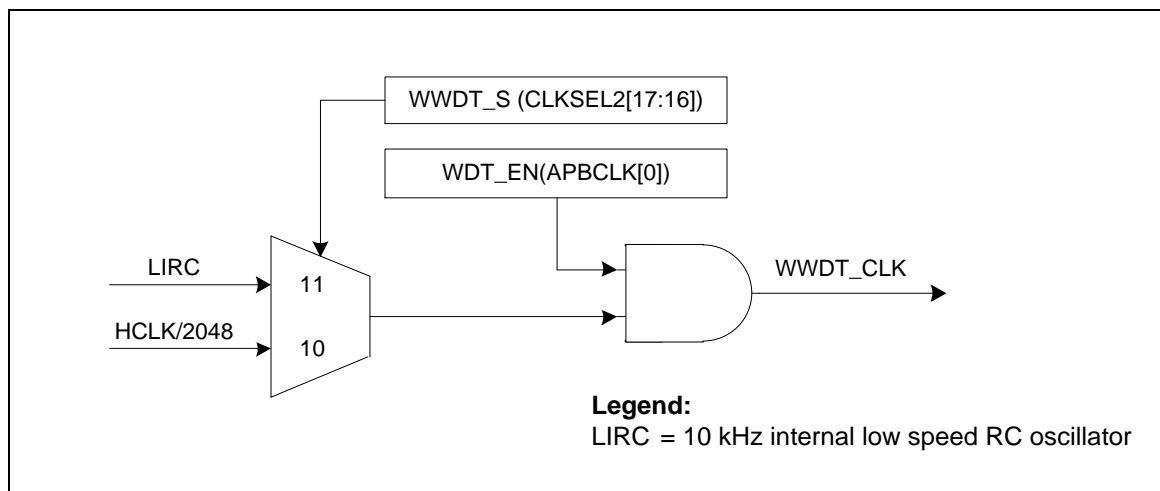 WWDT_S (CLKSEL2[17:16])
WDT_EN(APBCLK[0])
LIRC
11
HCLK/2048
10
WWDT_CLK
Legend:
LIRC = 10 kHz internal low speed RC oscillator